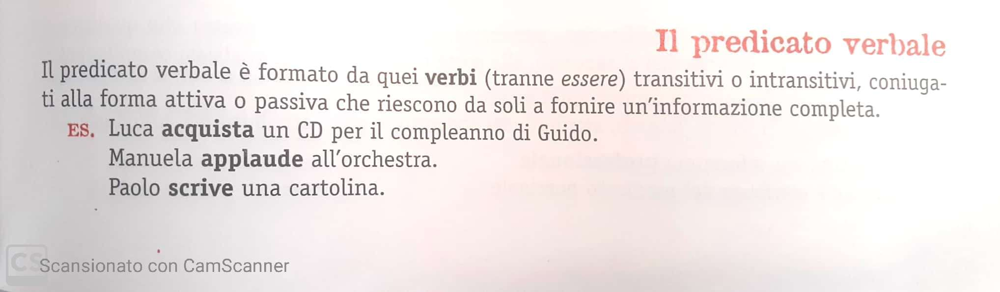 Il predicato verbale
Il predicato verbale è formato da quei verbi (tranne essere) transitivi o intransitivi, coniuga-
ti alla forma attiva o passiva che riescono da soli a fornire un'informazione completa.
ES. Luca acquista un CD per il compleanno di Guido.
Manuela applaude all'orchestra.
Paolo scrive una cartolina.
CS Scansionato con CamScanner